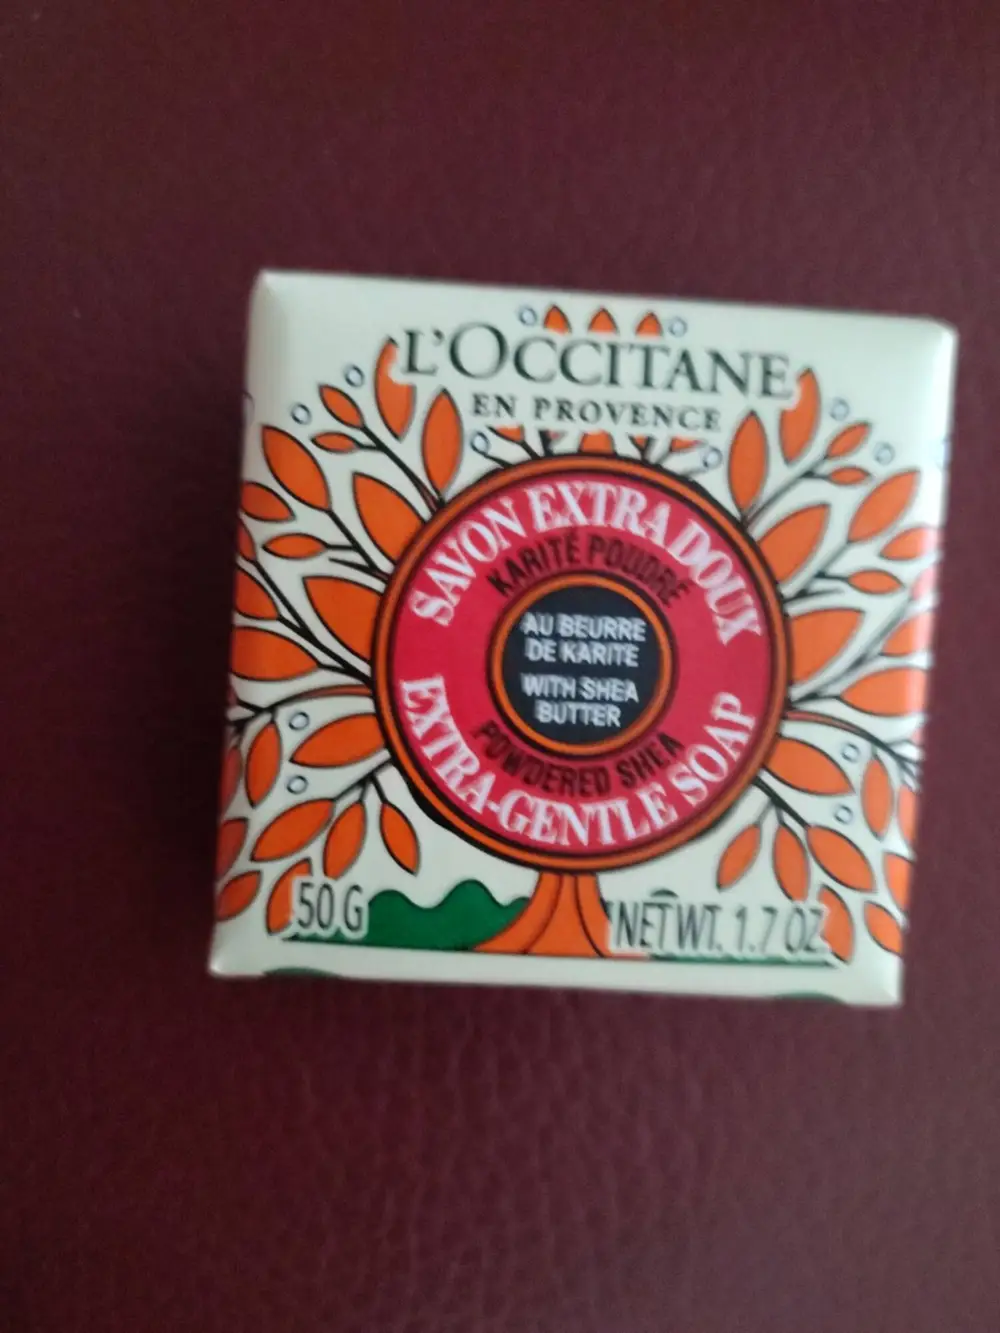 L'OCCITANE
EN PROVENCE
SAVON EXTRA DOUX
KARITÉ POUDRÉ
AU BEURRE
DE KARITÉ
WITH SHEA
BUTTER
POWDERED SHEA
EXTRA-GENTLE SOAP
50 G
NET WT. 1.7 OZ